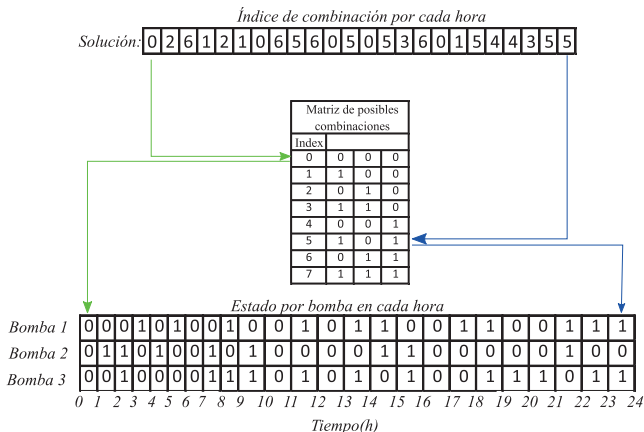 Índice de combinación por cada hora
Solución: 0 2 6 1 2 1 0 6 5 6 0 5 0 5 3 6 0 1 5 4 4 3 5 5
Matriz de posibles
combinaciones
Index
0 0 0 0
1 1 0 0
2 0 1 0
3 1 1 0
4 0 0 1
5 1 0 1
6 0 1 1
7 1 1 1
Estado por bomba en cada hora
Bomba 1 0 0 0 1 0 1 0 0 1 0 0 1 0 1 1 0 0 1 1 0 0 1 1 1
Bomba 2 0 1 1 0 1 0 0 1 0 1 0 0 0 0 1 1 0 0 0 0 0 1 0 0
Bomba 3 0 0 1 0 0 0 0 1 1 1 0 1 0 1 0 1 0 0 1 1 1 0 1 1
0 1 2 3 4 5 6 7 8 9 10 11 12 13 14 15 16 17 18 19 20 21 22 23 24
Tiempo(h)